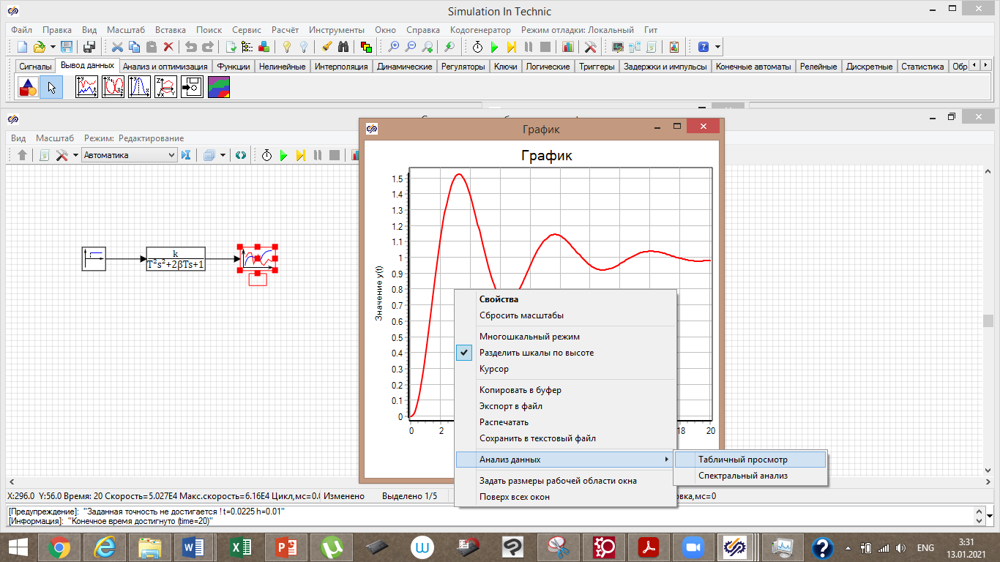 Simulation In Technic
Файл Правка Вид Масштаб Вставка Поиск Сервис Расчёт Инструменты Окно Справка Кодогенератор Режим отладки: Локальный Гит
Сигналы Вывод данных Анализ и оптимизация Функции Нелинейные Интерполяция Динамические Регуляторы Ключи Логические Триггеры Задержки и импульсы Конечные автоматы Релейные Дискретные Статистика Обр
Вид Масштаб Режим: Редактирование
Автоматика
k
T²s²+2βTs+1
График
График
Значение y(t)
1.5
1.4
1.3
1.2
1.1
1
0.9
0.8
0.7
0.6
0.5
0.4
0.3
0.2
0.1
0
0 2 18 20
Свойства
Сбросить масштабы
Многошкальный режим
Разделить шкалы по высоте
Курсор
Копировать в буфер
Экспорт в файл
Распечатать
Сохранить в текстовый файл
Анализ данных
Задать размеры рабочей области окна
Поверх всех окон
Табличный просмотр
Спектральный анализ
X:296.0 Y:56.0 Время: 20 Скорость=5.027E4 Макс.скорость=6.16E4 Цикл,мс=0.0 Изменено Выделено 1/5 овка,мс=0
[Предупреждение]: "Заданная точность не достигается ! t=0.0225 h=0.01"
[Информация]: "Конечное время достигнуто (time=20)"
ENG
3:31
13.01.2021